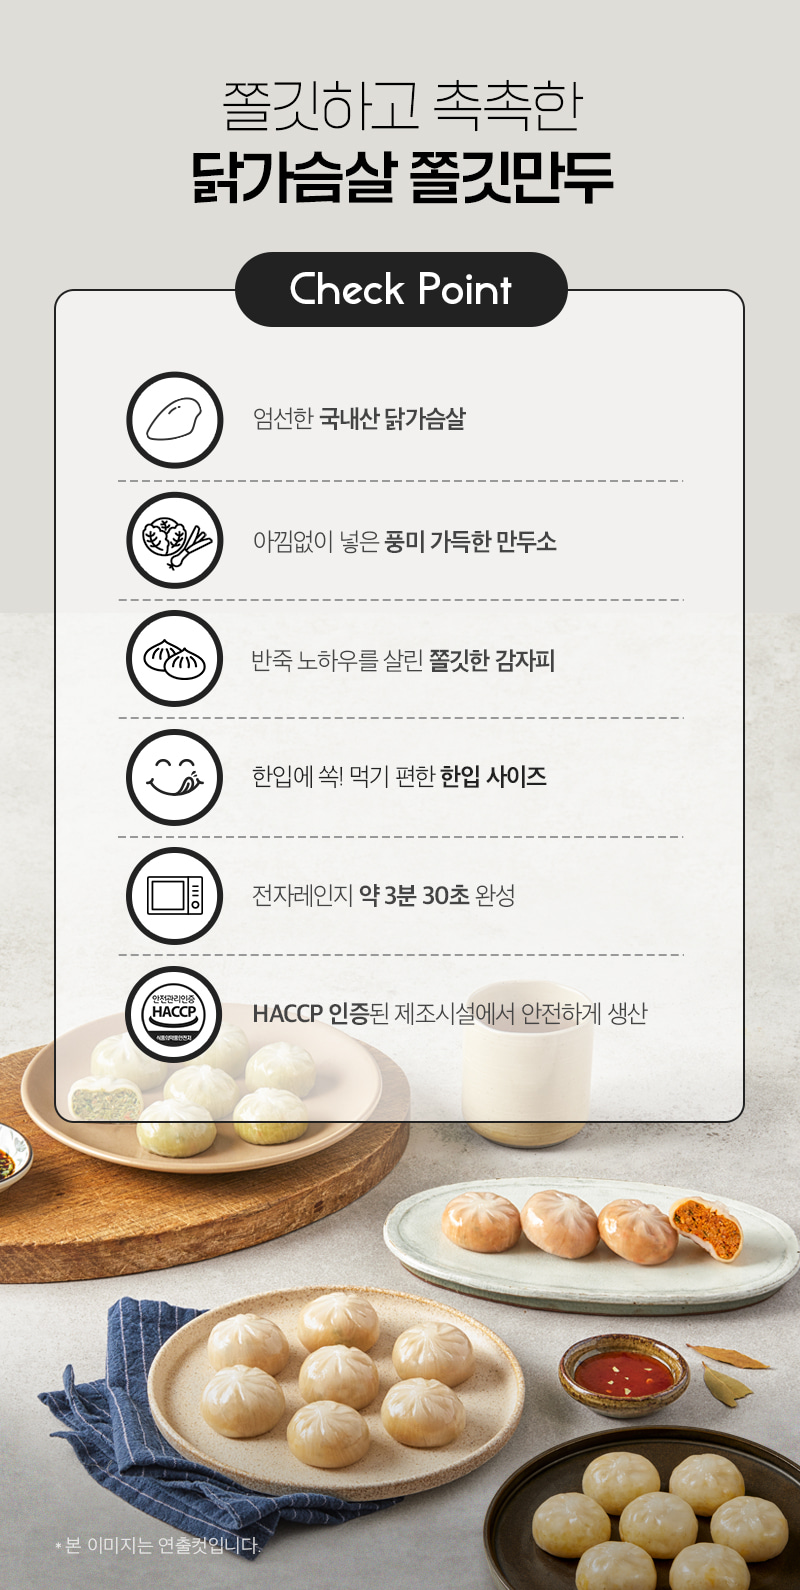 쫄깃하고 촉촉한
닭가슴살 쫄깃만두
Check Point
엄선한 국내산 닭가슴살
아낌없이 넣은 풍미 가득한 만두소
반죽 노하우를 살린 쫄깃한 감자피
한입에 쏙! 먹기 편한 한입 사이즈
전자레인지 약 3분 30초 완성
안전관리인증
HACCP
식품의약품안전처
HACCP 인증된 제조시설에서 안전하게 생산
* 본 이미지는 연출컷입니다.